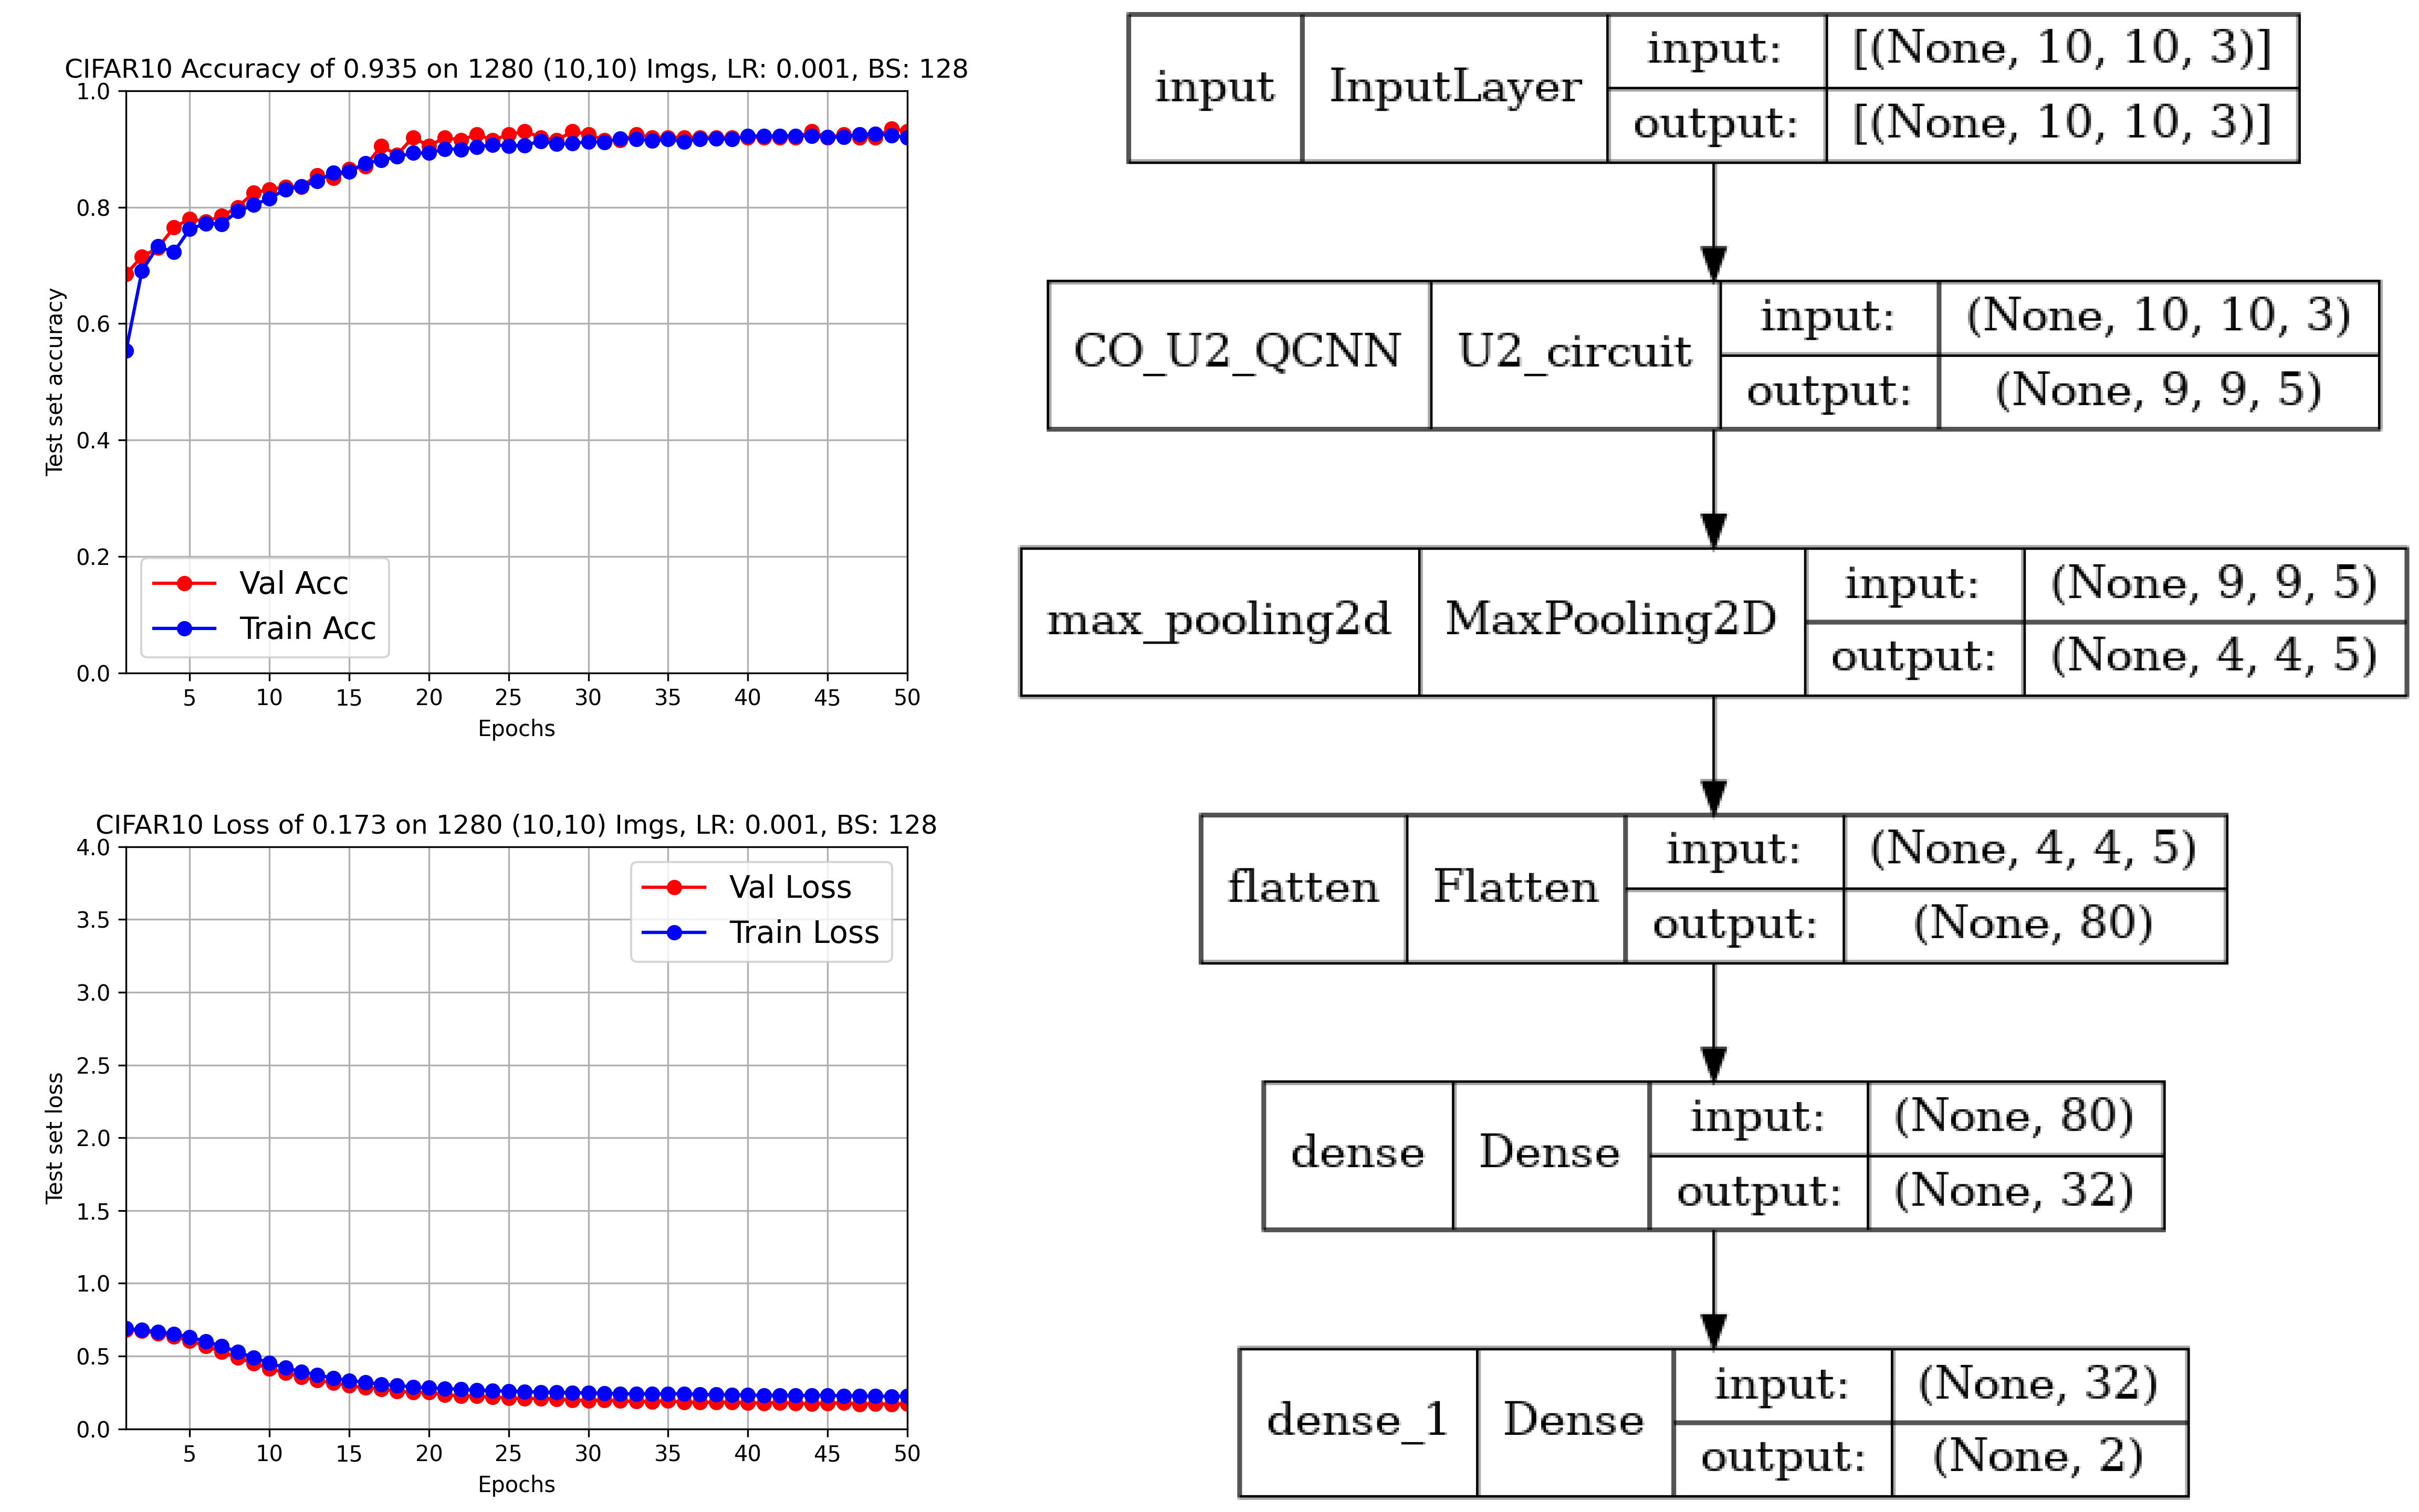 CIFAR10 Accuracy of 0.935 on 1280 (10,10) Imgs, LR: 0.001, BS: 128
Test set accuracy
1.0
0.8
0.6
0.4
0.2
0.0
Val Acc
Train Acc
5 10 15 20 25 30 35 40 45 50
Epochs
CIFAR10 Loss of 0.173 on 1280 (10,10) Imgs, LR: 0.001, BS: 128
Test set loss
4.0
3.5
3.0
2.5
2.0
1.5
1.0
0.5
0.0
Val Loss
Train Loss
5 10 15 20 25 30 35 40 45 50
Epochs
input InputLayer
input: [(None, 10, 10, 3)]
output: [(None, 10, 10, 3)]
CO_U2_QCNN U2_circuit
input: (None, 10, 10, 3)
output: (None, 9, 9, 5)
max_pooling2d MaxPooling2D
input: (None, 9, 9, 5)
output: (None, 4, 4, 5)
flatten Flatten
input: (None, 4, 4, 5)
output: (None, 80)
dense Dense
input: (None, 80)
output: (None, 32)
dense_1 Dense
input: (None, 32)
output: (None, 2)